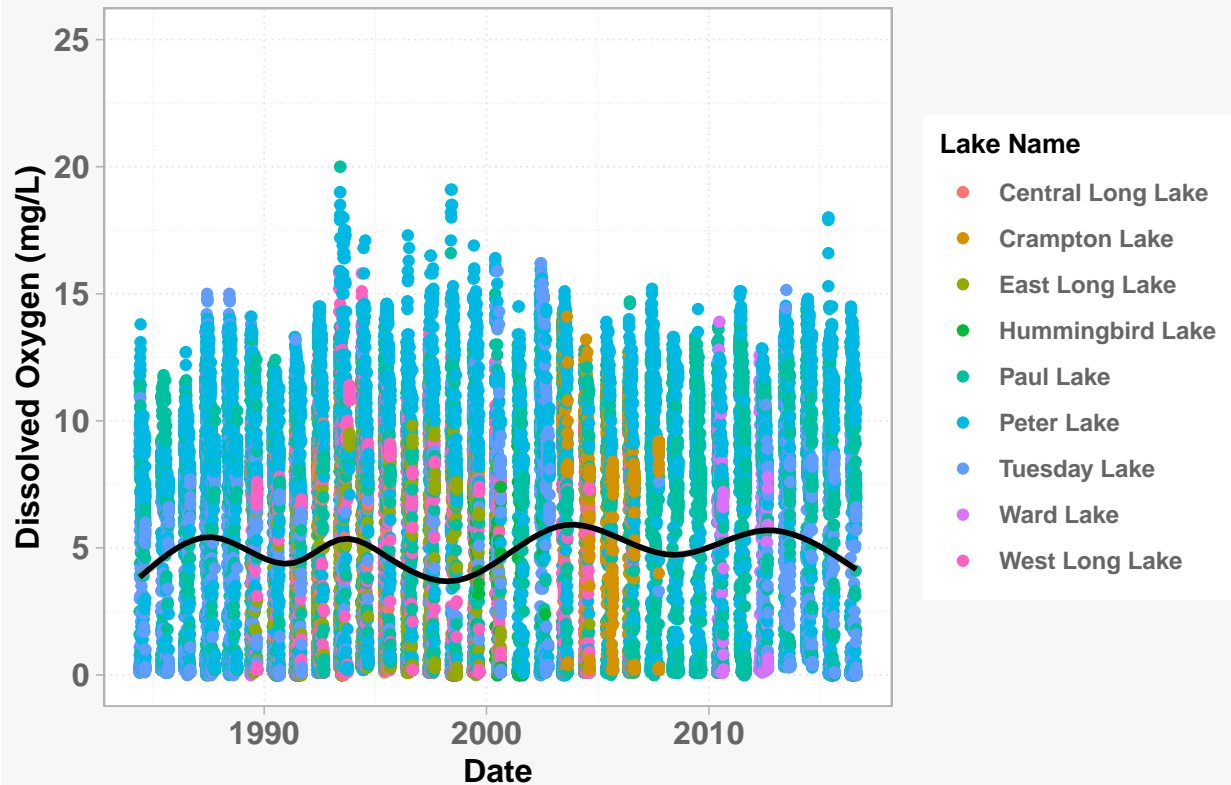 25
20
15
10
5
0
Dissolved Oxygen (mg/L)
1990
2000
2010
Date
Lake Name
Central Long Lake
Crampton Lake
East Long Lake
Hummingbird Lake
Paul Lake
Peter Lake
Tuesday Lake
Ward Lake
West Long Lake